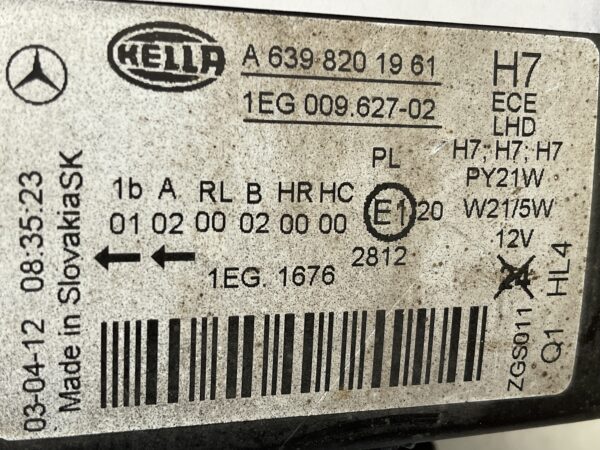 HELLA
A 639 820 19 61
1EG 009.627-02
H7
ECE
LHD
H7; H7; H7
PY21W
W21/5W
12V
24
PL
E1 20
2812
1b A RL B HR HC
01 02 00 02 00 00
1EG. 1676
03-04-12 08:35:23
Made in SlovakiaSK
ZGS011
Q1 HL4